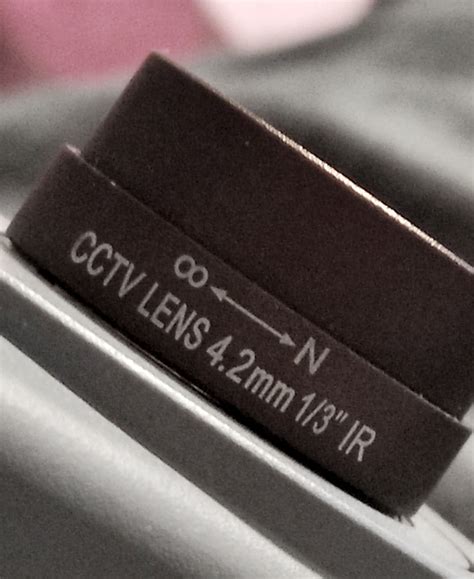 ∞ ↔ N
CCTV LENS 4.2mm 1/3" IR